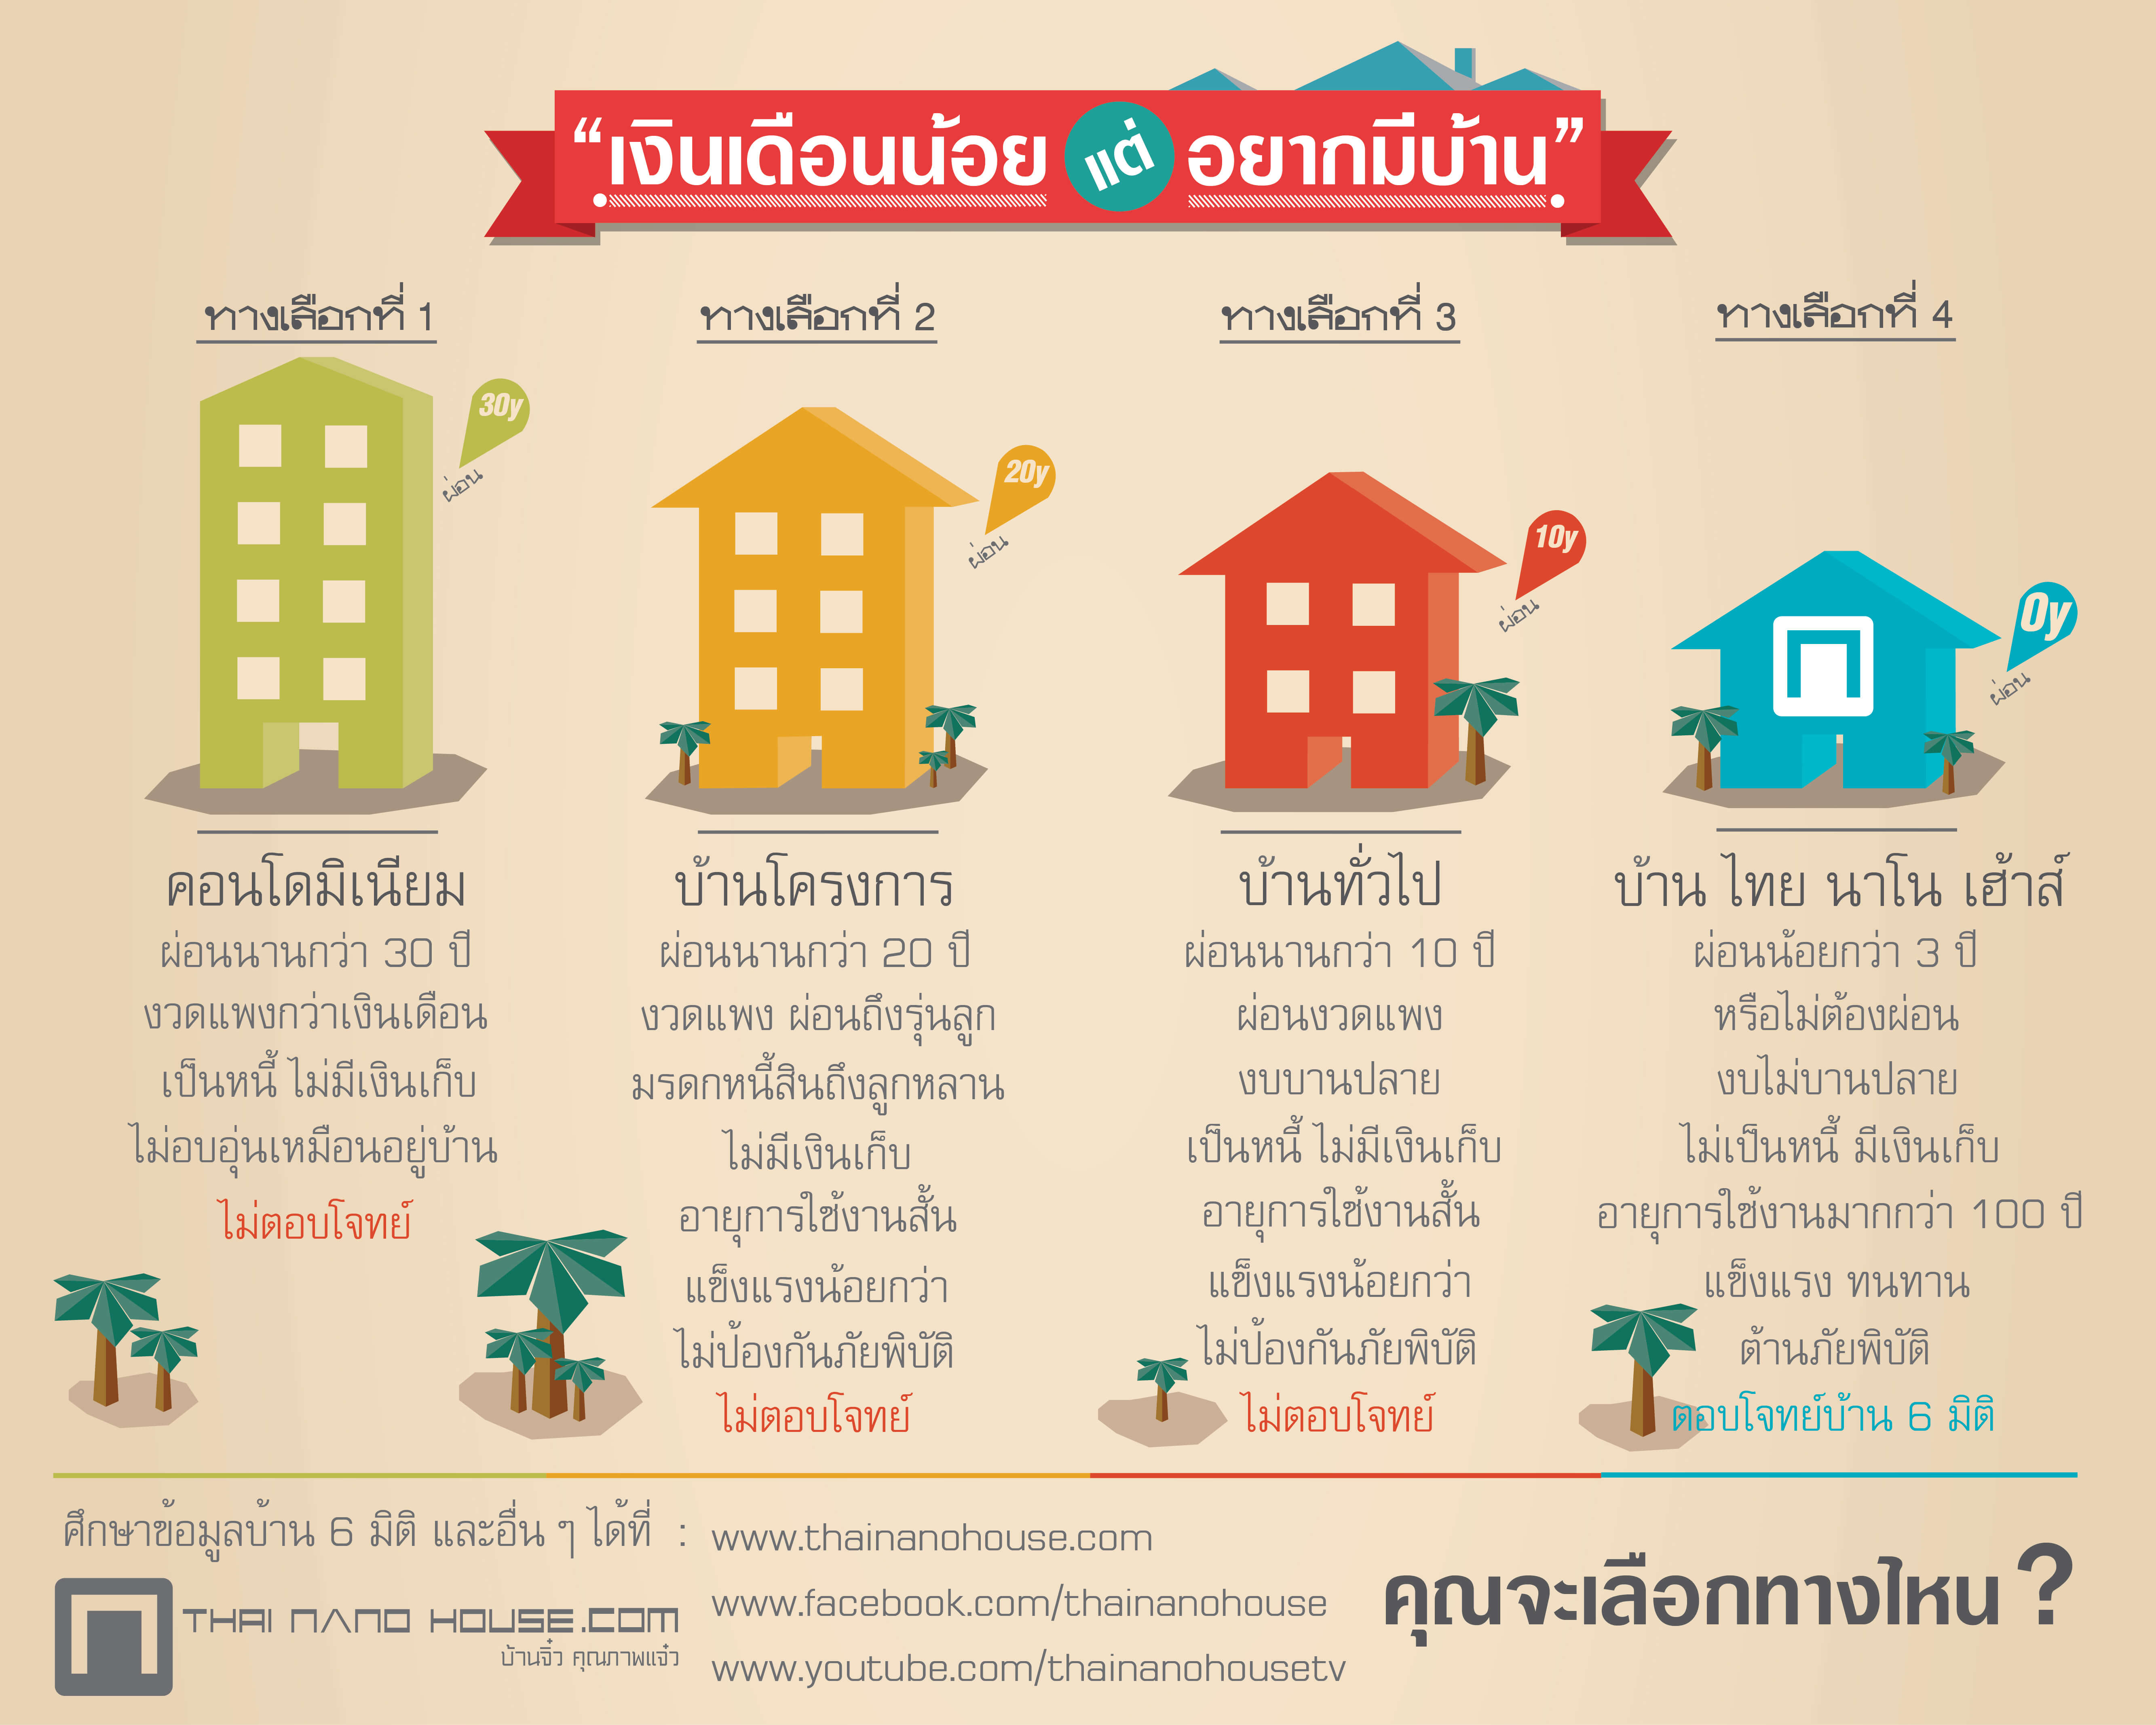 “เงินเดือนน้อย แต่ อยากมีบ้าน”
ทางเลือกที่ 1
30y
ผ่อน
คอนโดมิเนียม
ผ่อนนานกว่า 30 ปี
งวดแพงกว่าเงินเดือน
เป็นหนี้ ไม่มีเงินเก็บ
ไม่อบอุ่นเหมือนอยู่บ้าน
ไม่ตอบโจทย์
ทางเลือกที่ 2
20y
ผ่อน
บ้านโครงการ
ผ่อนนานกว่า 20 ปี
งวดแพง ผ่อนถึงรุ่นลูก
มรดกหนี้สินถึงลูกหลาน
ไม่มีเงินเก็บ
อายุการใช้งานสั้น
แข็งแรงน้อยกว่า
ไม่ป้องกันภัยพิบัติ
ไม่ตอบโจทย์
ทางเลือกที่ 3
10y
ผ่อน
บ้านทั่วไป
ผ่อนนานกว่า 10 ปี
ผ่อนงวดแพง
งบบานปลาย
เป็นหนี้ ไม่มีเงินเก็บ
อายุการใช้งานสั้น
แข็งแรงน้อยกว่า
ไม่ป้องกันภัยพิบัติ
ไม่ตอบโจทย์
ทางเลือกที่ 4
0y
ผ่อน
บ้าน ไทย นาโน เฮ้าส์
ผ่อนน้อยกว่า 3 ปี
หรือไม่ต้องผ่อน
งบไม่บานปลาย
ไม่เป็นหนี้ มีเงินเก็บ
อายุการใช้งานมากกว่า 100 ปี
แข็งแรง ทนทาน
ต้านภัยพิบัติ
ตอบโจทย์บ้าน 6 มิติ
ศึกษาข้อมูลบ้าน 6 มิติ และอื่น ๆ ได้ที่ :
www.thainanohouse.com
www.facebook.com/thainanohouse
www.youtube.com/thainanohousetv
THAI NANO HOUSE.COM
บ้านจิ๋ว คุณภาพแจ๋ว
คุณจะเลือกทางไหน ?